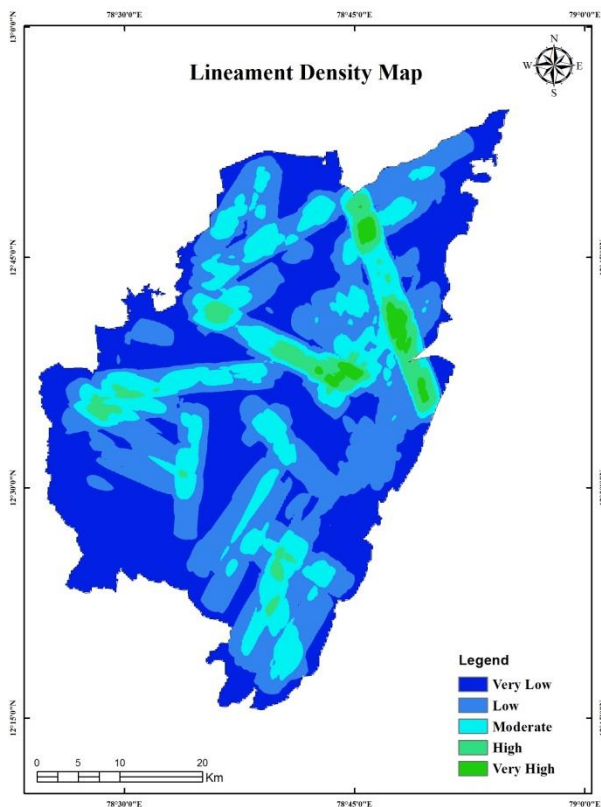 78°30'0"E 78°45'0"E 79°0'0"E
13°0'0"N
N
W E
S
Lineament Density Map
12°45'0"N
12°30'0"N
12°15'0"N
Legend
Very Low
Low
Moderate
High
Very High
0 5 10 20
Km
78°30'0"E 78°45'0"E 79°0'0"E